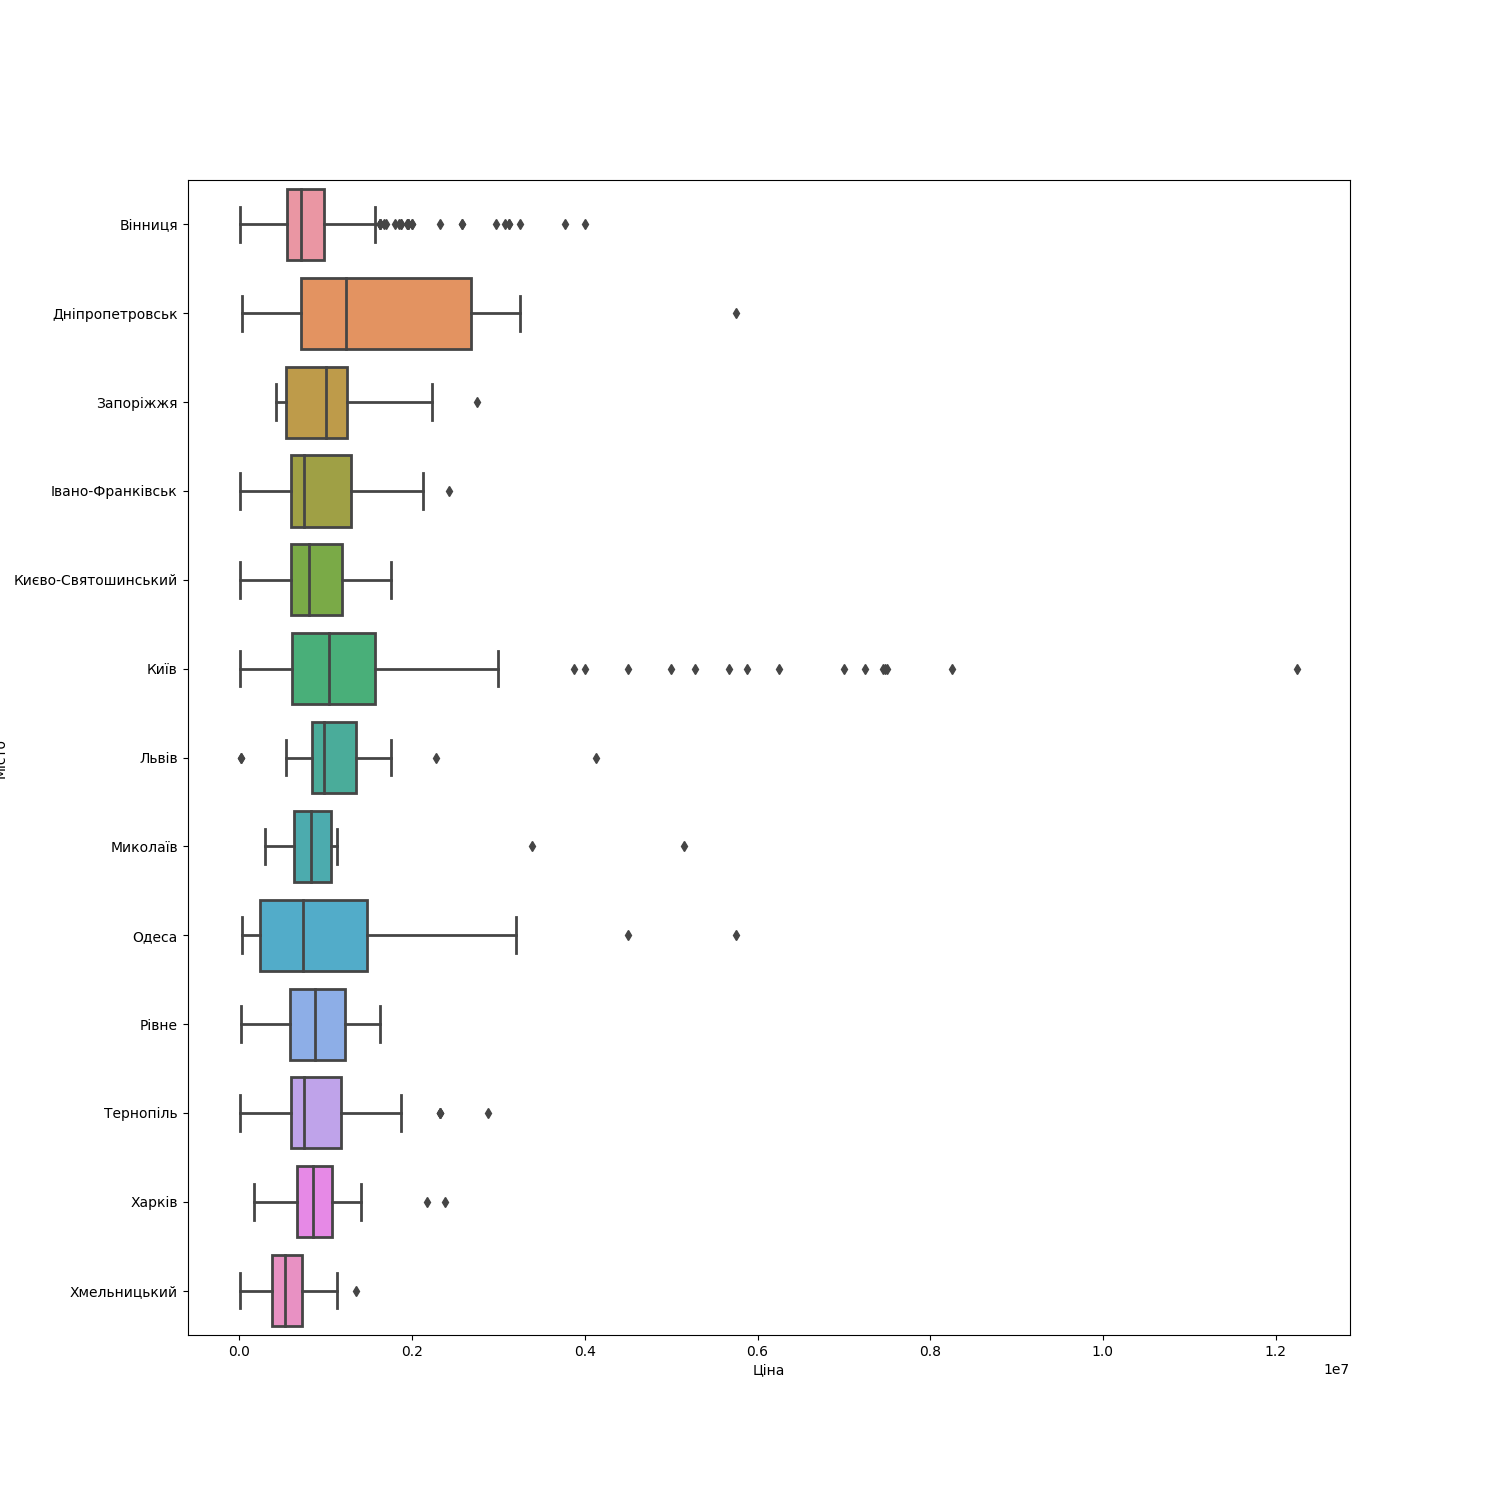 Вінниця
Дніпропетровськ
Запоріжжя
Івано-Франківськ
Києво-Святошинський
Київ
Львів
Миколаїв
Одеса
Рівне
Тернопіль
Харків
Хмельницький
0.0 0.2 0.4 0.6 0.8 1.0 1.2
1e7
Ціна